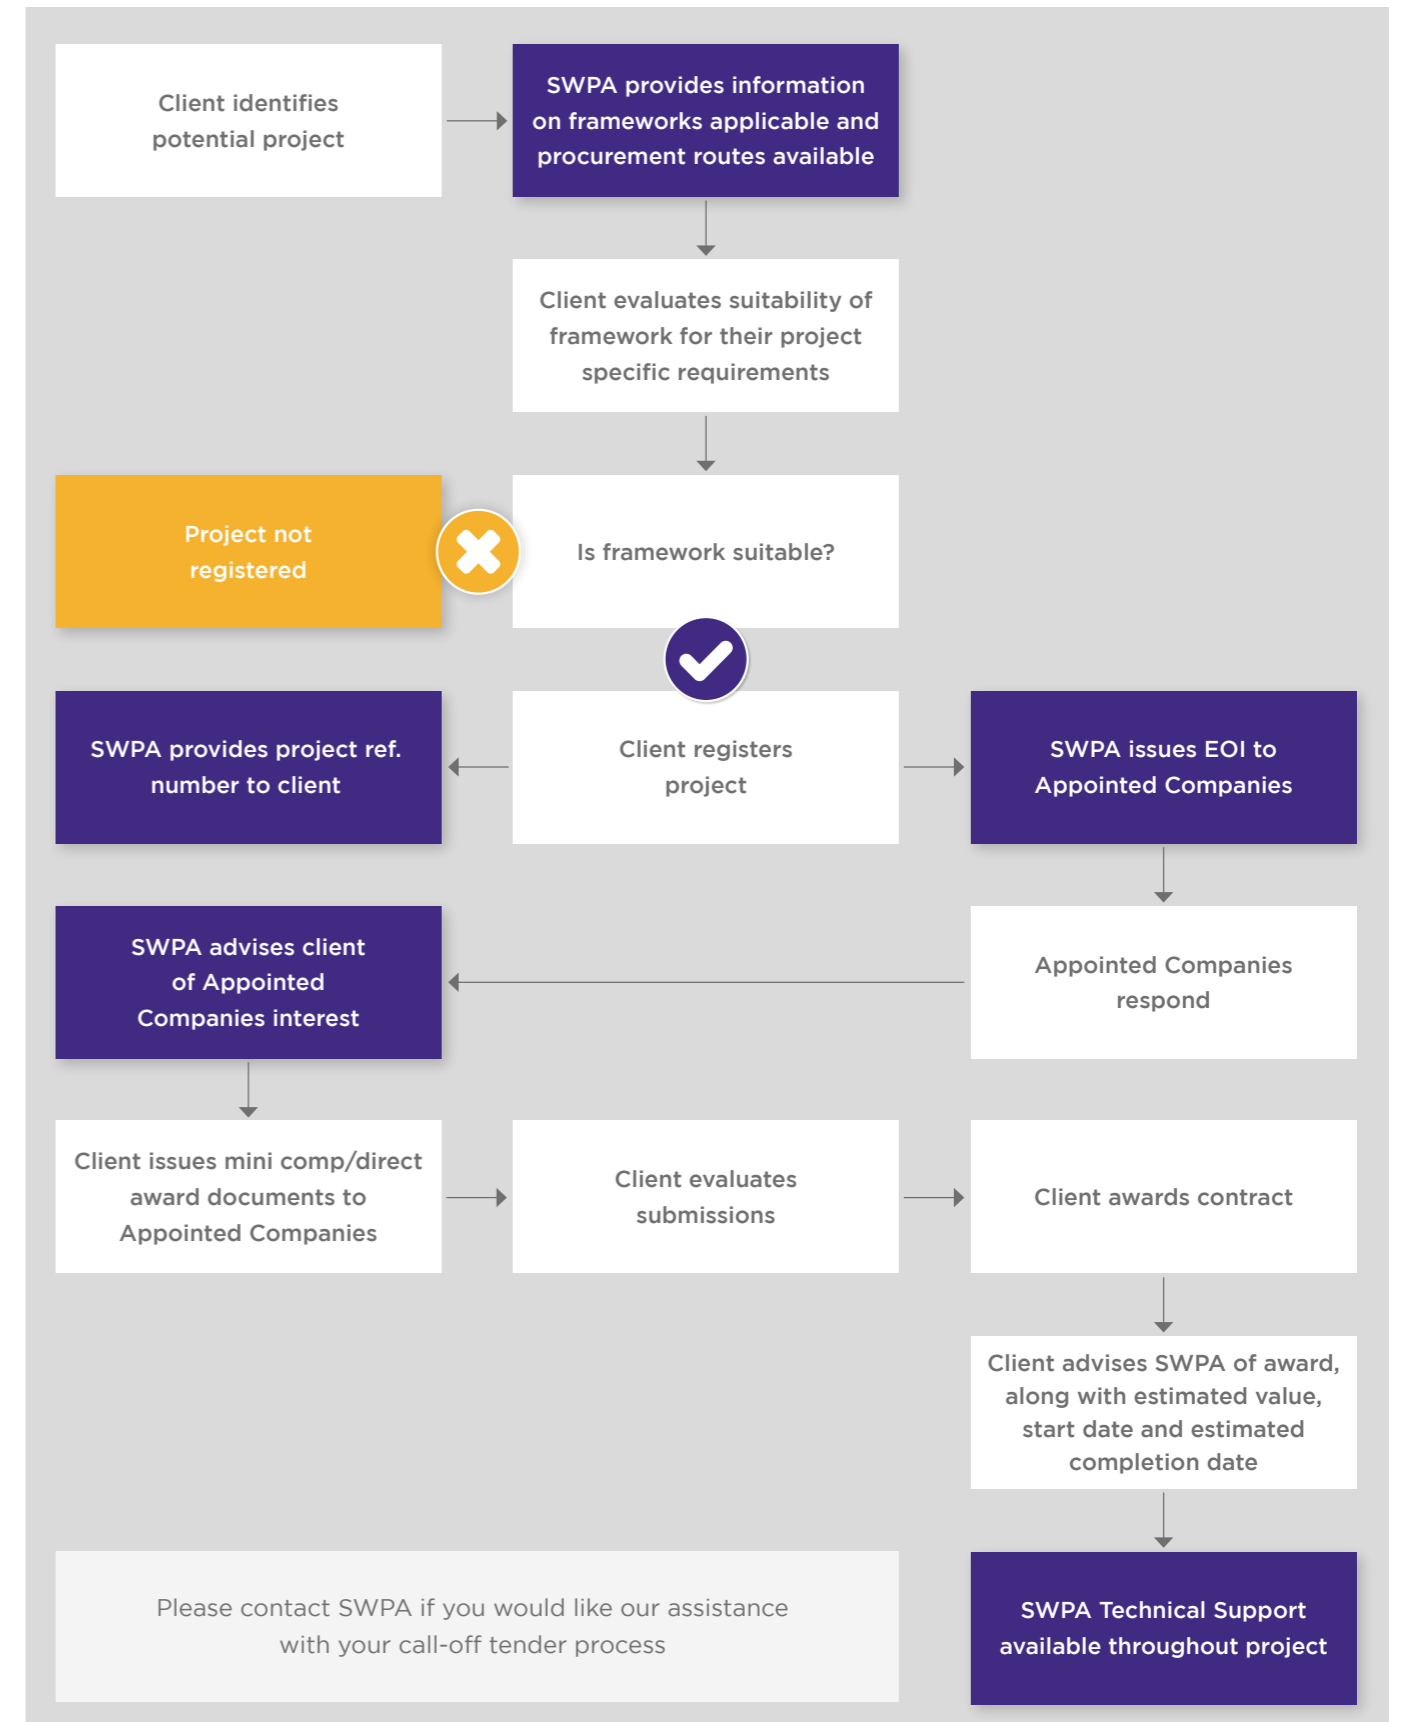 Client identifies
potential project
SWPA provides information
on frameworks applicable and
procurement routes available
Client evaluates suitability of
framework for their project
specific requirements
Project not
registered
Is framework suitable?
SWPA provides project ref.
number to client
Client registers
project
SWPA issues EOI to
Appointed Companies
SWPA advises client
of Appointed
Companies interest
Appointed Companies
respond
Client issues mini comp/direct
award documents to
Appointed Companies
Client evaluates
submissions
Client awards contract
Client advises SWPA of award,
along with estimated value,
start date and estimated
completion date
Please contact SWPA if you would like our assistance
with your call-off tender process
SWPA Technical Support
available throughout project